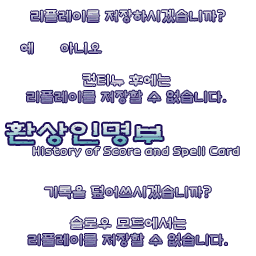 리플레이를 저장하시겠습니까?
예 아니오
컨티뉴 후에는
리플레이를 저장할 수 없습니다.
환상인명부
History of Score and Spell Card
기록을 덮어쓰시겠습니까?
슬로우 모드에서는
리플레이를 저장할 수 없습니다.